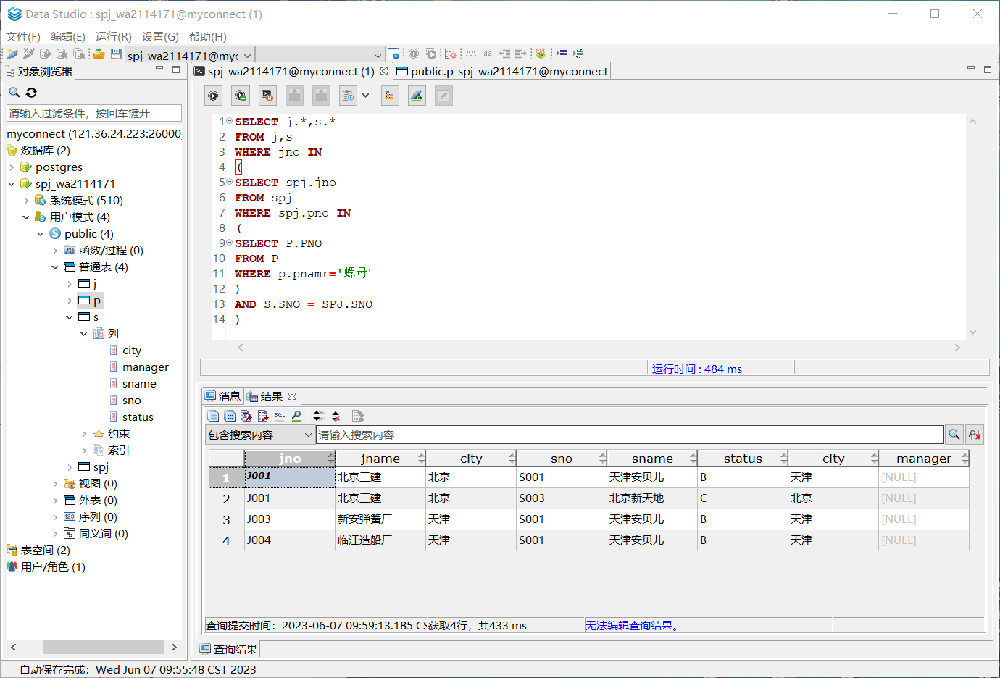 Data Studio : spj_wa2114171@myconnect (1)
文件(F) 编辑(E) 运行(R) 设置(G) 帮助(H)
spj_wa2114171@myc
对象浏览器
请输入过滤条件，按回车键开
myconnect (121.36.24.223:26000)
数据库 (2)
postgres
spj_wa2114171
系统模式 (510)
用户模式 (4)
public (4)
函数/过程 (0)
普通表 (4)
j
p
s
列
city
manager
sname
sno
status
约束
索引
spj
视图 (0)
外表 (0)
序列 (0)
同义词 (0)
表空间 (2)
用户/角色 (1)
spj_wa2114171@myconnect (1)
public.p-spj_wa2114171@myconnect
1 SELECT j.*,s.*
2 FROM j,s
3 WHERE jno IN
4 (
5 SELECT spj.jno
6 FROM spj
7 WHERE spj.pno IN
8 (
9 SELECT P.PNO
10 FROM P
11 WHERE p.pnamr='螺母'
12 )
13 AND S.SNO = SPJ.SNO
14 )
运行时间 : 484 ms
消息 结果
包含搜索内容 请输入搜索内容
jno jname city sno sname status city manager
1 J001 北京三建 北京 S001 天津安贝儿 B 天津 [NULL]
2 J001 北京三建 北京 S003 北京新天地 C 北京 [NULL]
3 J003 新安弹簧厂 天津 S001 天津安贝儿 B 天津 [NULL]
4 J004 临江造船厂 天津 S001 天津安贝儿 B 天津 [NULL]
查询提交时间： 2023-06-07 09:59:13.185 CS 获取4行，共433 ms 无法编辑查询结果。
查询结果
自动保存完成： Wed Jun 07 09:55:48 CST 2023